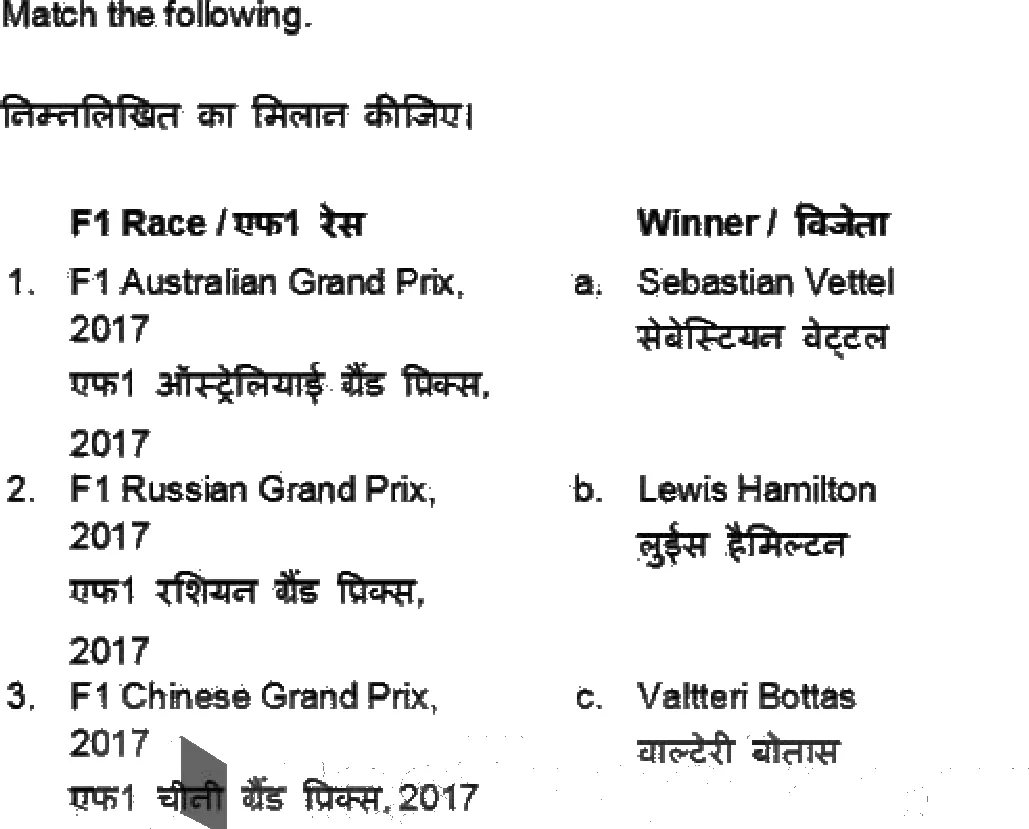 Match the following.
निम्नलिखित का मिलान कीजिए।
F1 Race / एफ1 रेस Winner / विजेता
1. F1 Australian Grand Prix, a. Sebastian Vettel
2017 सेबेस्टियन वेट्टल
एफ1 ऑस्ट्रेलियाई ग्रैंड प्रिक्स,
2017
2. F1 Russian Grand Prix, b. Lewis Hamilton
2017 लुईस हैमिल्टन
एफ1 रशियन ग्रैंड प्रिक्स,
2017
3. F1 Chinese Grand Prix, c. Valtteri Bottas
2017 वाल्टेरी बोतास
एफ1 चीनी ग्रैंड प्रिक्स, 2017